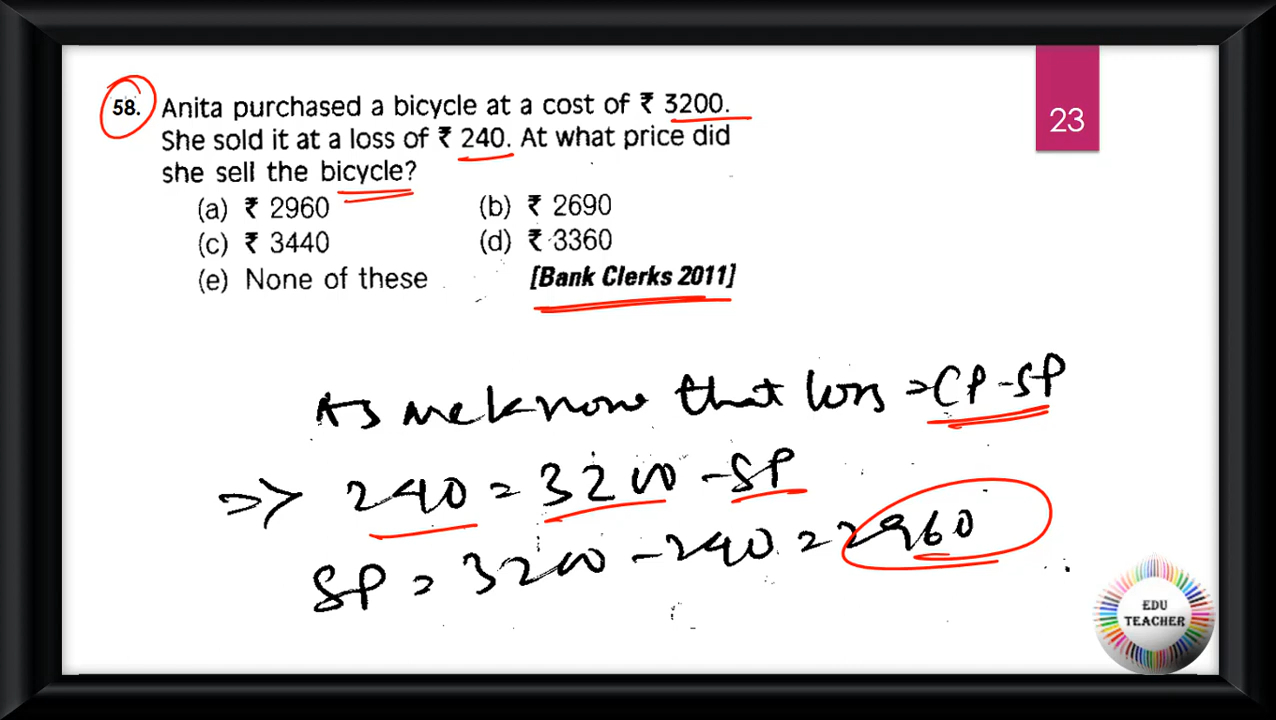 23
58. Anita purchased a bicycle at a cost of ₹ 3200.
She sold it at a loss of ₹ 240. At what price did
she sell the bicycle?
(a) ₹ 2960 (b) ₹ 2690
(c) ₹ 3440 (d) ₹ 3360
(e) None of these [Bank Clerks 2011]
As we know that loss = CP - SP
=> 240 = 3200 - SP
SP = 3200 - 240 = 2960
EDU
TEACHER